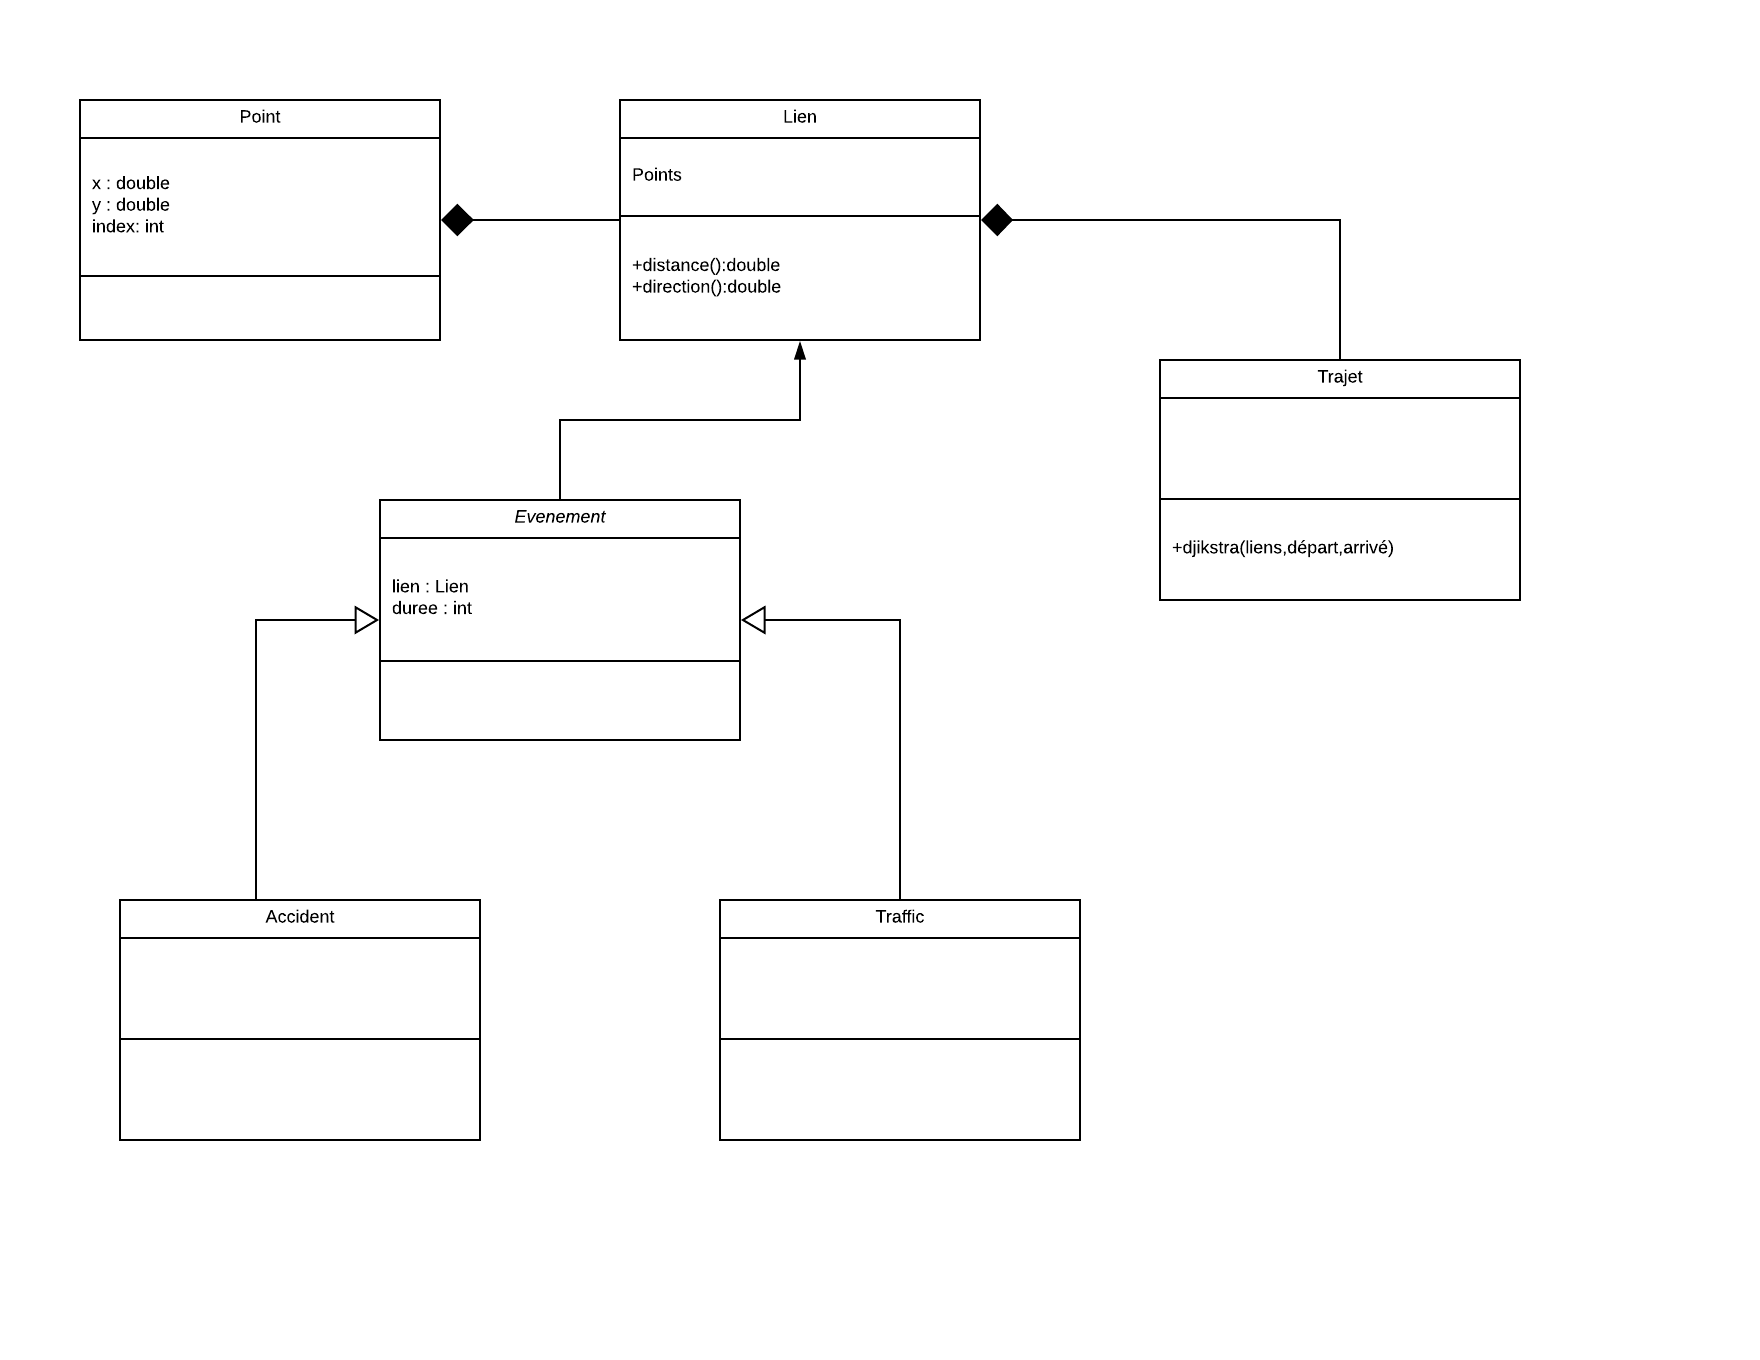 Point
x : double
y : double
index: int
Lien
Points
+distance():double
+direction():double
Trajet
+djikstra(liens,départ,arrivé)
Evenement
lien : Lien
duree : int
Accident
Traffic